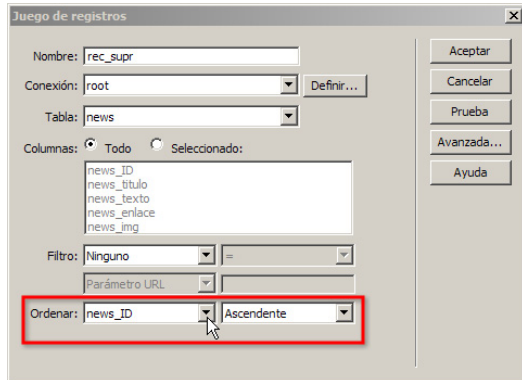 Juego de registros
Nombre: rec_supr
Aceptar
Conexión: root Definir...
Cancelar
Tabla: news
Prueba
Columnas: Todo Seleccionado:
Avanzada...
news_ID
news_titulo
news_texto
news_enlace
news_img
Ayuda
Filtro: Ninguno =
Parámetro URL
Ordenar: news_ID Ascendente